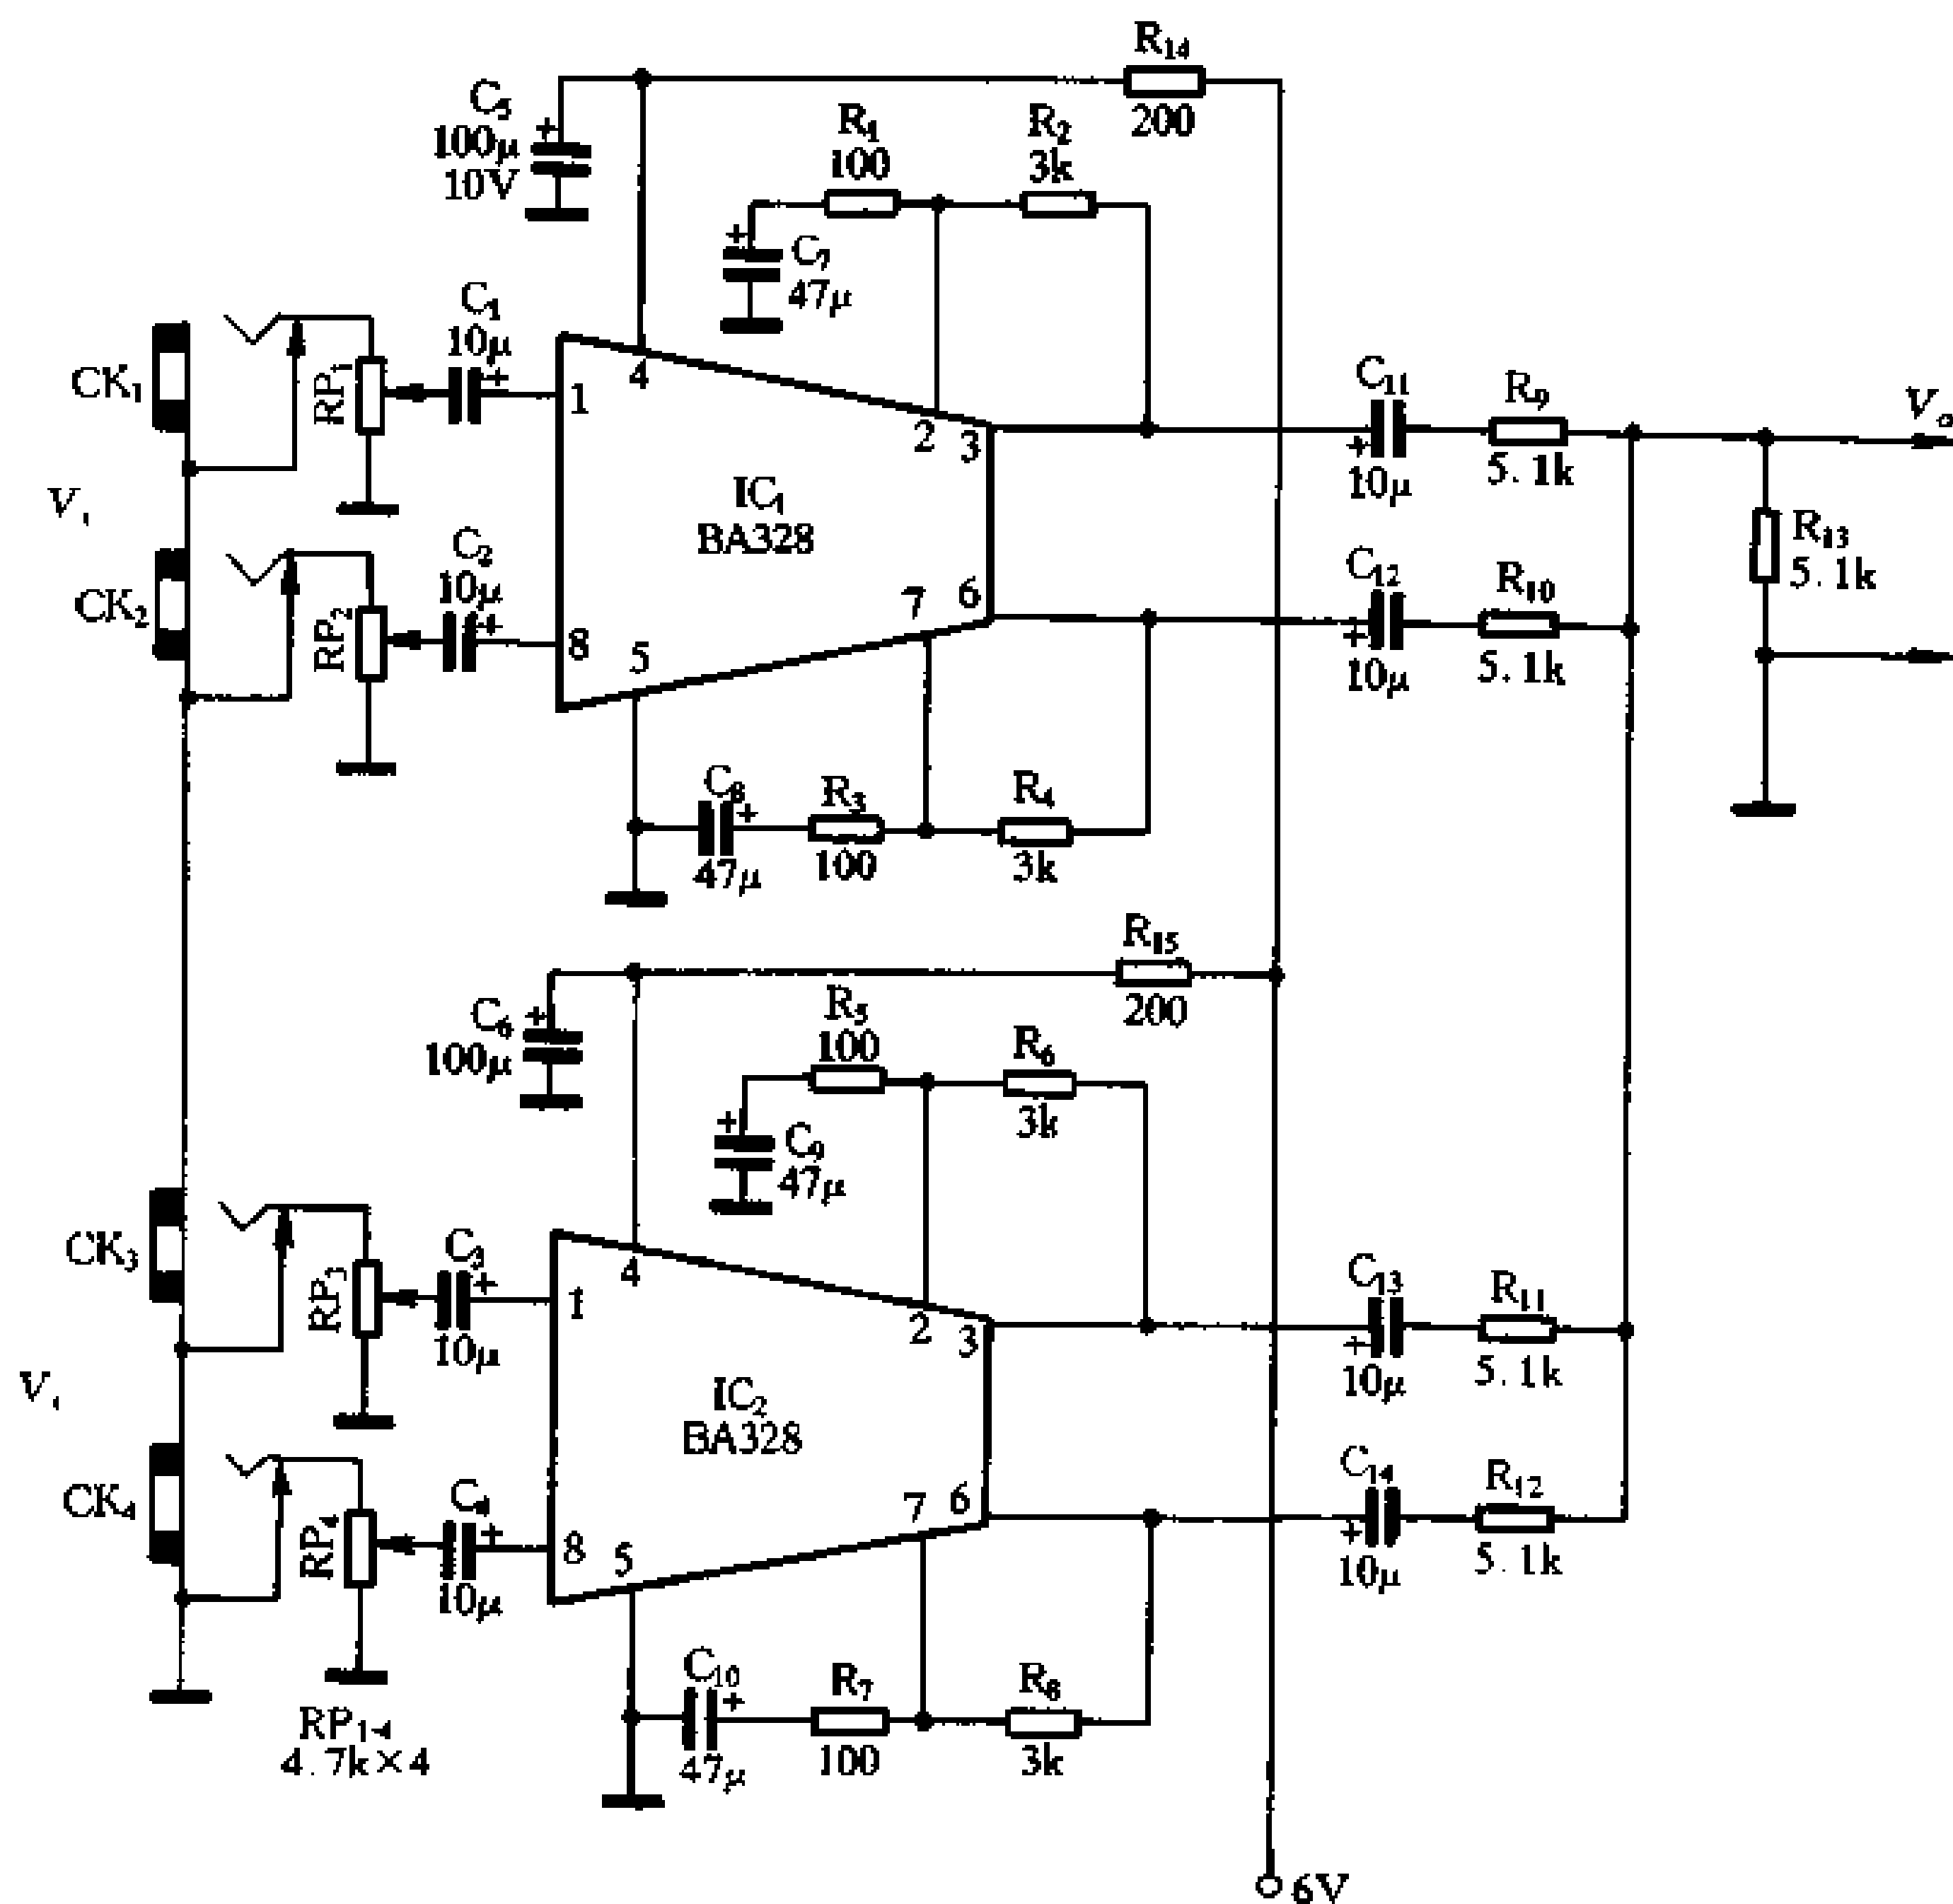 R14
200
C5
100μ
10V
R1
100
R2
3k
C7
47μ
C1
10μ
CK1
RP1
1
4
2
3
C11
10μ
R9
5.1k
Vo
Vi
IC1
BA328
R13
5.1k
CK2
RP2
C2
10μ
8
5
7
6
C12
10μ
R10
5.1k
C8
47μ
R3
100
R4
3k
R15
200
C6
100μ
R5
100
R6
3k
C9
47μ
CK3
RP3
C3
10μ
1
4
2
3
C13
10μ
R11
5.1k
Vi
IC2
BA328
CK4
RP4
C4
10μ
8
5
7
6
C14
10μ
R12
5.1k
C10
47μ
R7
100
R8
3k
RP1-4
4.7k×4
6V